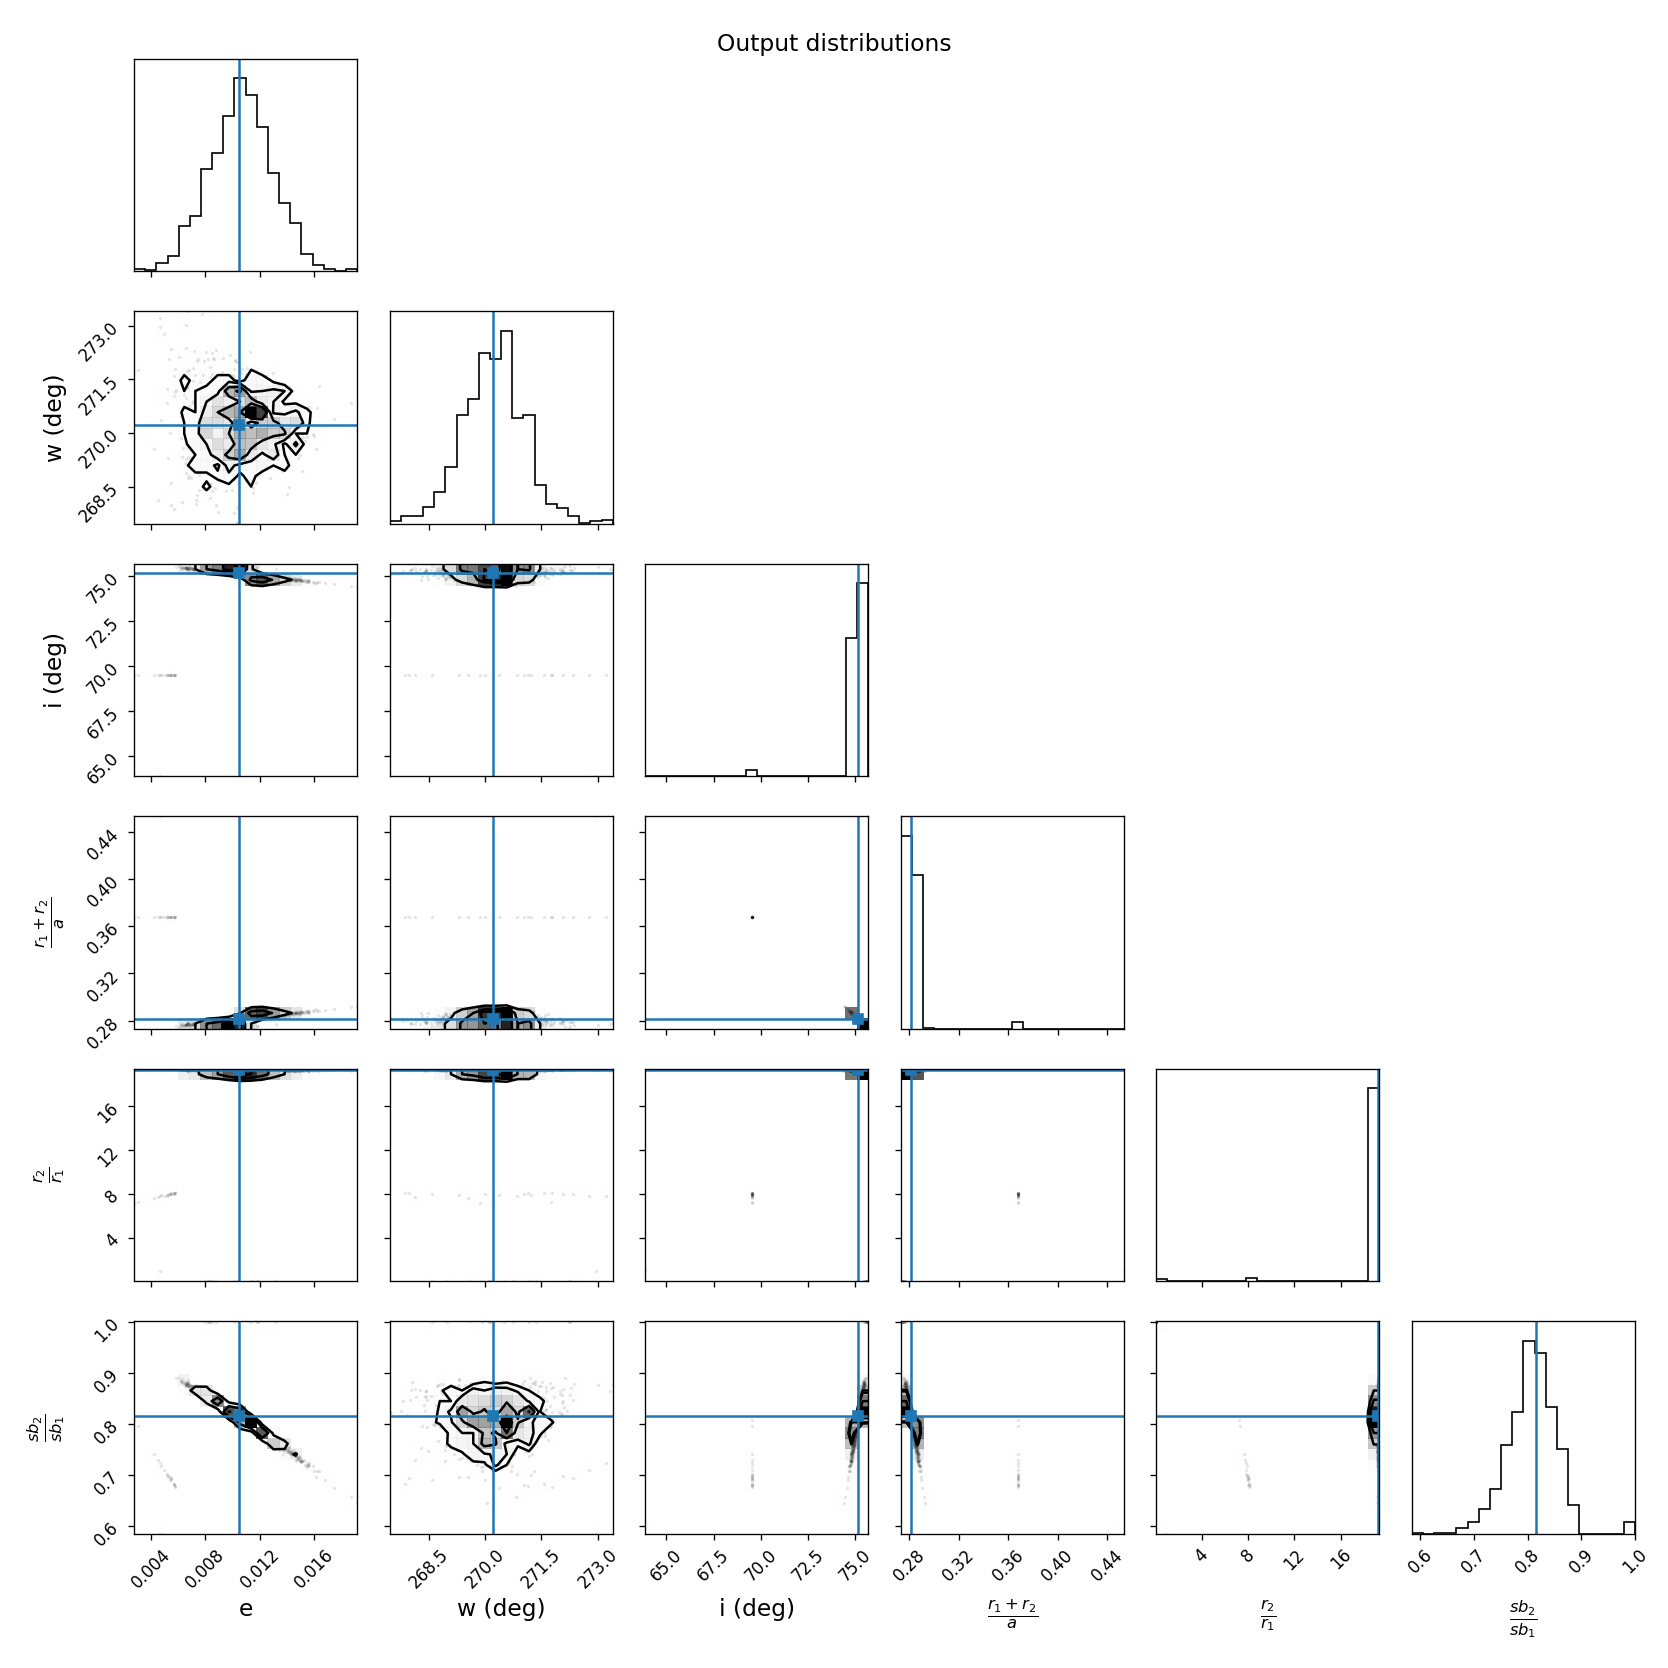 Output distributions
273.0
271.5
270.0
268.5
w (deg)
75.0
72.5
70.0
67.5
65.0
i (deg)
0.44
0.40
0.36
0.32
0.28
r₁ + r₂
a
16
12
8
4
r₂
r₁
1.0
0.9
0.8
0.7
0.6
sb₂
sb₁
0.004 0.008 0.012 0.016 268.5 270.0 271.5 273.0 65.0 67.5 70.0 72.5 75.0 0.28 0.32 0.36 0.40 0.44 4 8 12 16 0.6 0.7 0.8 0.9 1.0
e w (deg) i (deg) r₁ + r₂ r₂ sb₂
a r₁ sb₁